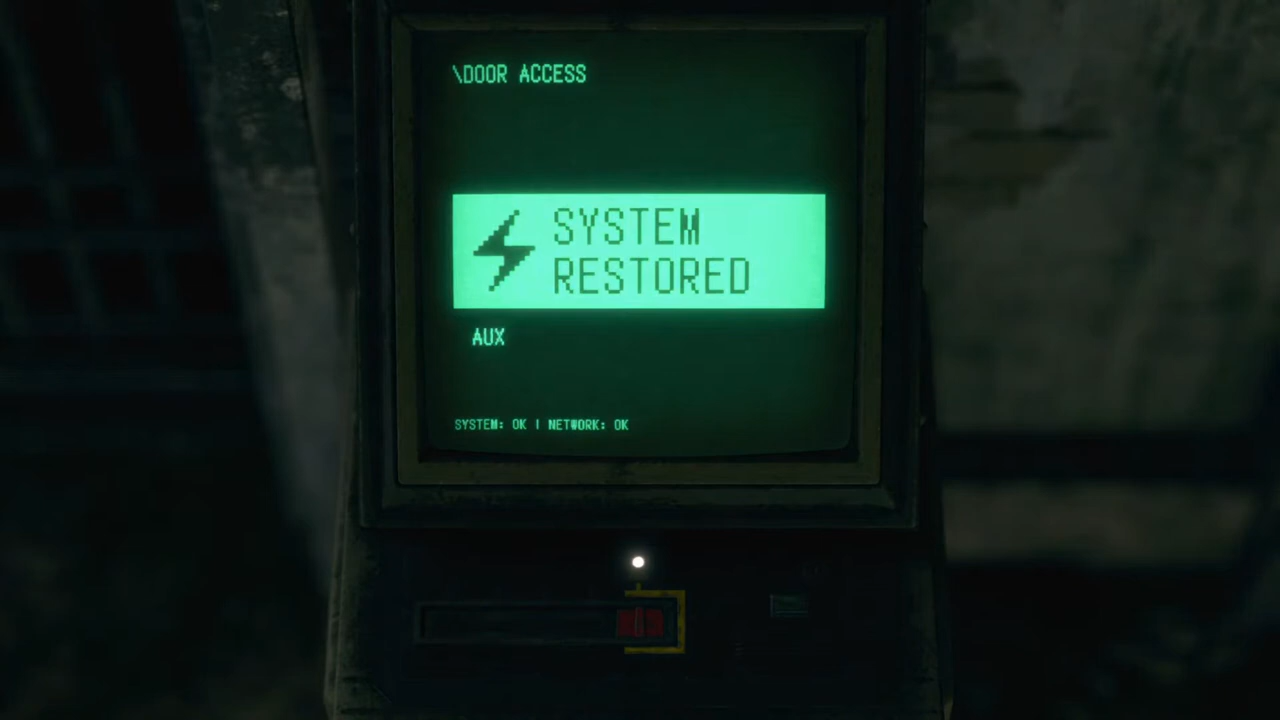 \DOOR ACCESS
SYSTEM
RESTORED
AUX
SYSTEM: OK | NETWORK: OK